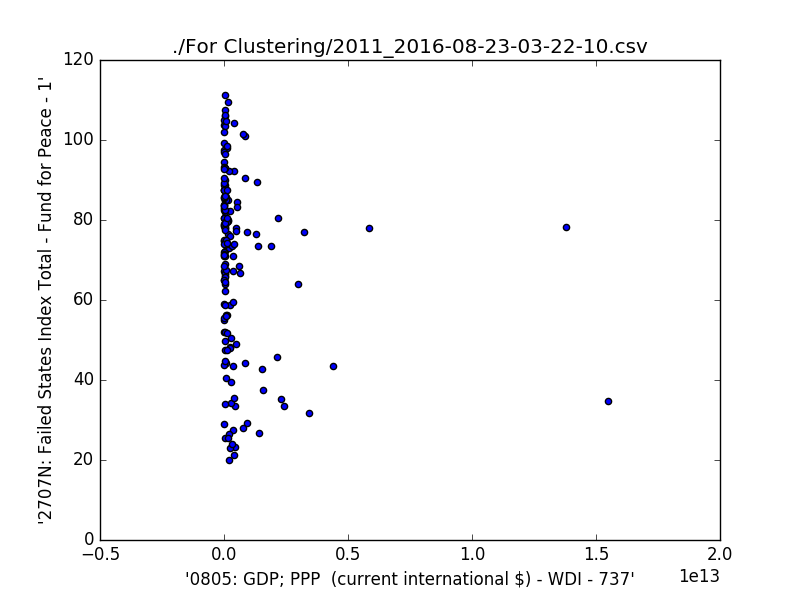 ./For Clustering/2011_2016-08-23-03-22-10.csv
120
100
80
60
40
20
0
'2707N: Failed States Index Total - Fund for Peace - 1'
−0.5 0.0 0.5 1.0 1.5 2.0
1e13
'0805: GDP; PPP  (current international $) - WDI - 737'